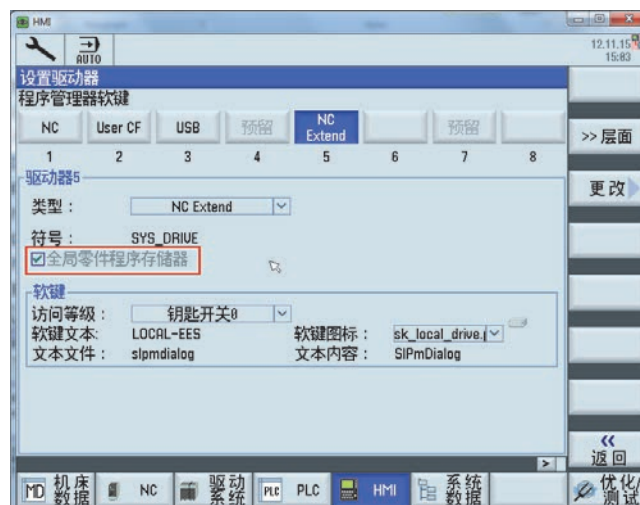 HMI
AUTO
12.11.15
15:03
设置驱动器
程序管理器软键
NC User CF USB 预留 NC Extend 预留
1 2 3 4 5 6 7 8
>> 层面
更改
驱动器5
类型： NC Extend
符号： SYS_DRIVE
全局零件程序存储器
软键
访问等级： 钥匙开关0
软键文本： LOCAL-EES 软键图标： sk_local_drive.p
文本文件： slpmdialog 文本内容： SlPmDialog
<<
返回
>
MD 机床数据 NC 驱动系统 PLC PLC HMI 系统数据 优化/测试